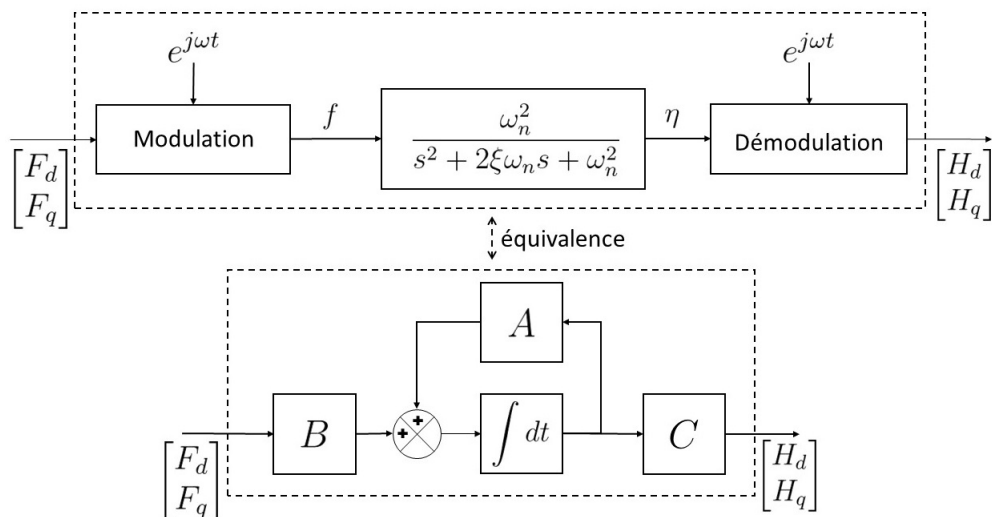 e^{jωt} e^{jωt}
Modulation f ω_n^2 / (s^2 + 2ξω_n s + ω_n^2) η Démodulation
[F_d F_q] [H_d H_q]
équivalence
A
B ∫ dt C
[F_d F_q] [H_d H_q]